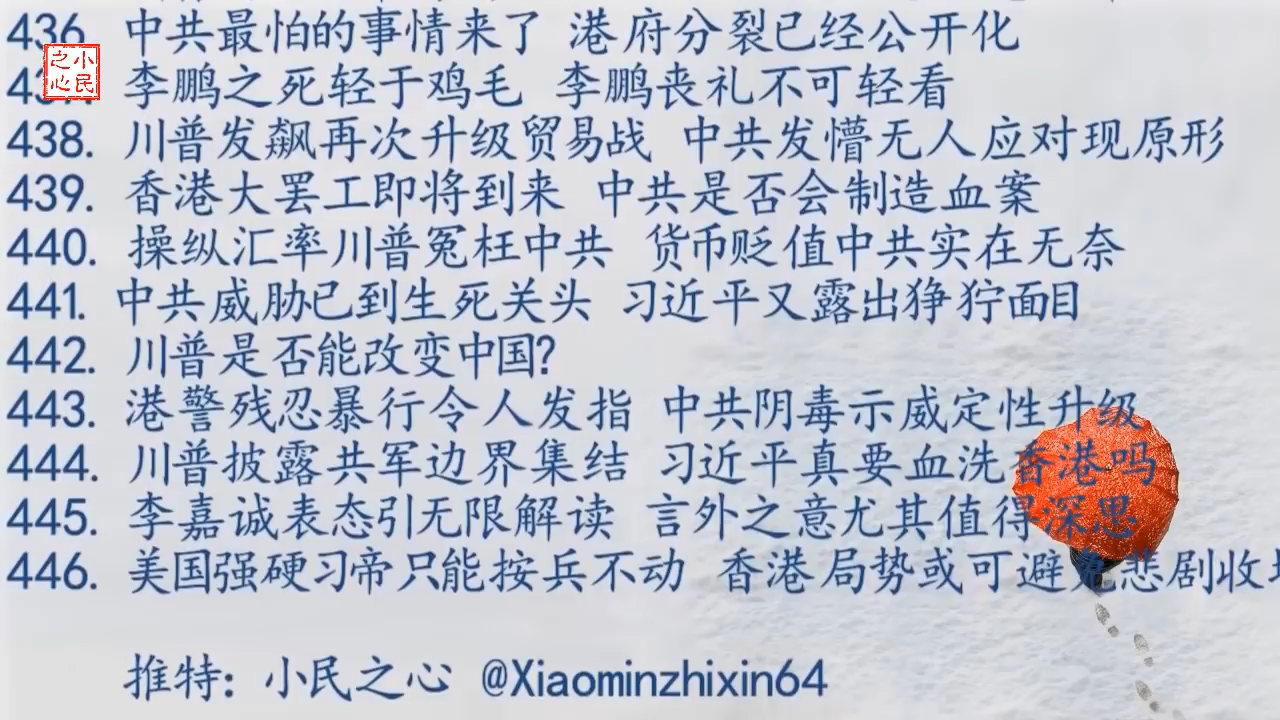 436. 中共最怕的事情来了 港府分裂已经公开化
小民之心
李鹏之死轻于鸡毛 李鹏丧礼不可轻看
438. 川普发飙再次升级贸易战 中共发懵无人应对现原形
439. 香港大罢工即将到来 中共是否会制造血案
440. 操纵汇率川普冤枉中共 货币贬值中共实在无奈
441. 中共威胁已到生死关头 习近平又露出狰狞面目
442. 川普是否能改变中国?
443. 港警残忍暴行令人发指 中共阴毒示威定性升级
444. 川普披露共军边界集结 习近平真要血洗香港吗
445. 李嘉诚表态引无限解读 言外之意尤其值得深思
446. 美国强硬习帝只能按兵不动 香港局势或可避免悲剧收
推特: 小民之心 @Xiaominzhixin64